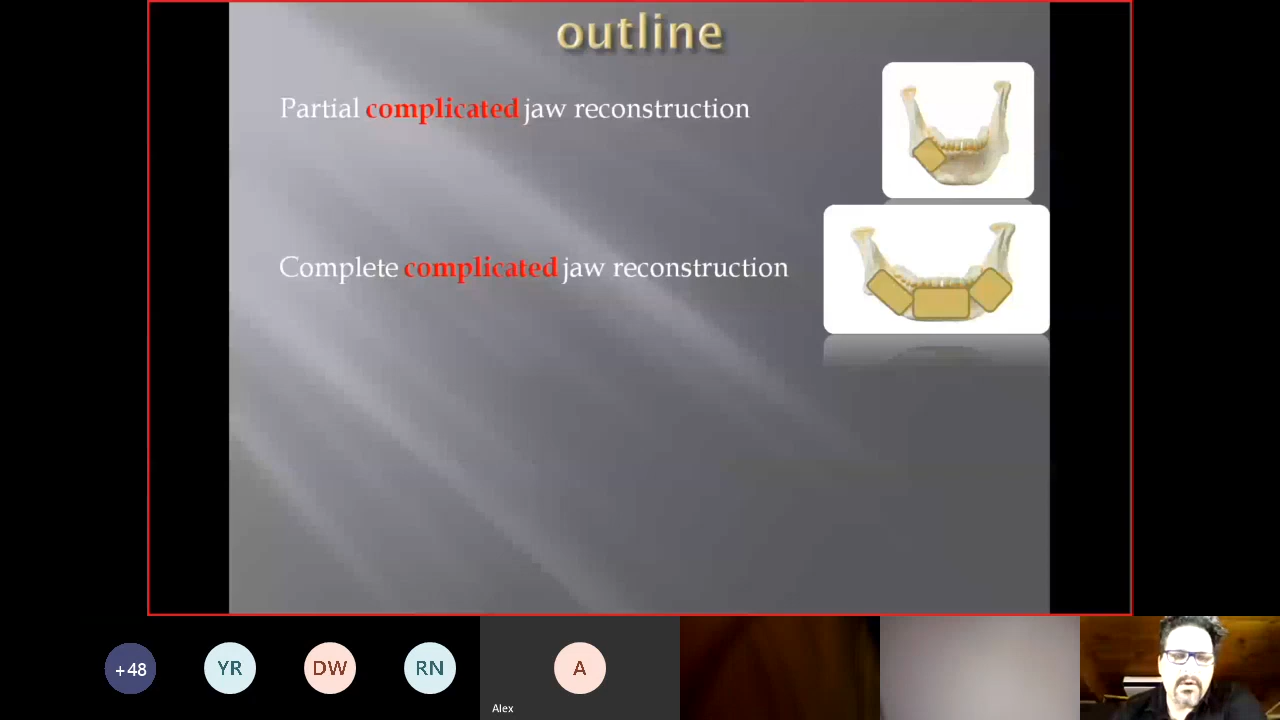 outline
Partial complicated jaw reconstruction
Complete complicated jaw reconstruction
+48
YR
DW
RN
A
Alex